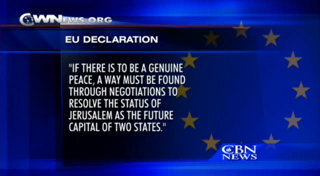 CWNEWS.ORG
EU DECLARATION
"IF THERE IS TO BE A GENUINE
PEACE, A WAY MUST BE FOUND
THROUGH NEGOTIATIONS TO
RESOLVE THE STATUS OF
JERUSALEM AS THE FUTURE
CAPITAL OF TWO STATES."
CBN
NEWS